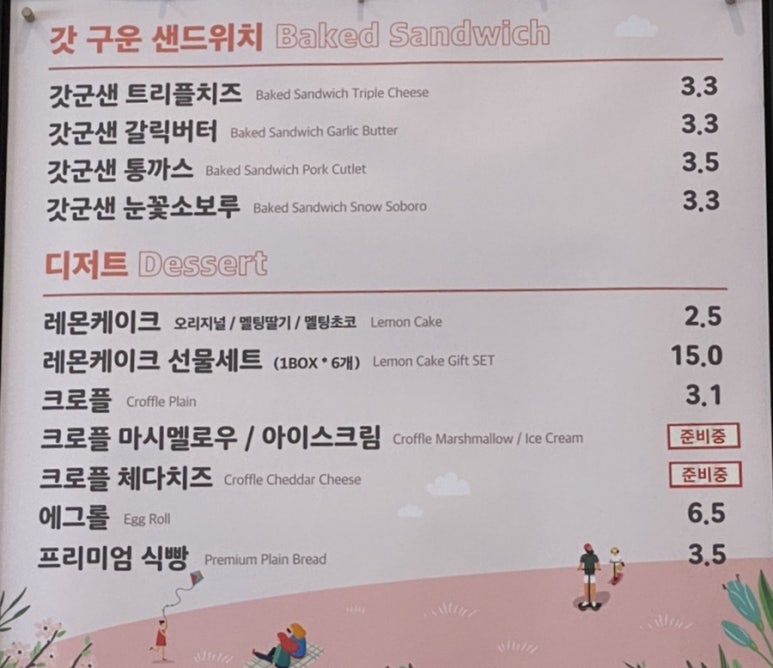 갓 구운 샌드위치 Baked Sandwich
갓군샌 트리플치즈 Baked Sandwich Triple Cheese 3.3
갓군샌 갈릭버터 Baked Sandwich Garlic Butter 3.3
갓군샌 통까스 Baked Sandwich Pork Cutlet 3.5
갓군샌 눈꽃소보루 Baked Sandwich Snow Soboro 3.3
디저트 Dessert
레몬케이크 오리지널 / 멜팅딸기 / 멜팅초코 Lemon Cake 2.5
레몬케이크 선물세트 (1BOX * 6개) Lemon Cake Gift SET 15.0
크로플 Croffle Plain 3.1
크로플 마시멜로우 / 아이스크림 Croffle Marshmallow / Ice Cream 준비중
크로플 체다치즈 Croffle Cheddar Cheese 준비중
에그롤 Egg Roll 6.5
프리미엄 식빵 Premium Plain Bread 3.5